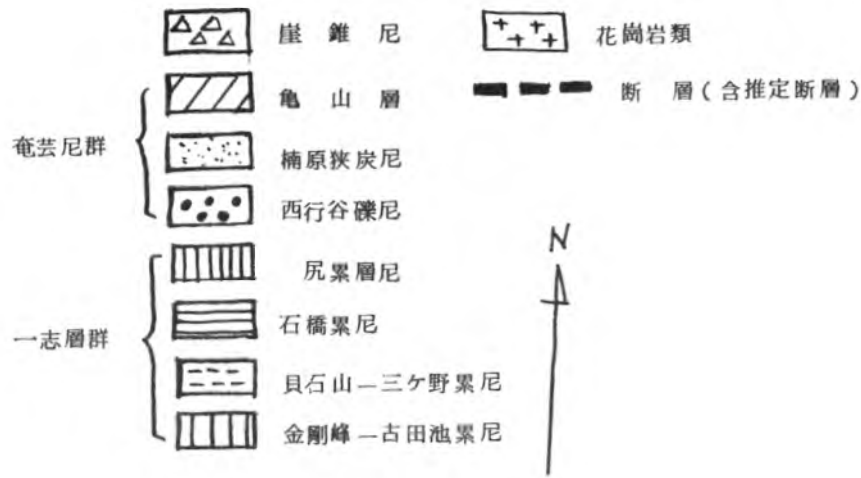 崖錐尼
花崗岩類
亀山層
断層(含推定断層)
奄芸尼群
楠原狭炭尼
西行谷礫尼
N
尻累層尼
石橋累尼
一志層群
貝石山—三ケ野累尼
金剛峰—古田池累尼